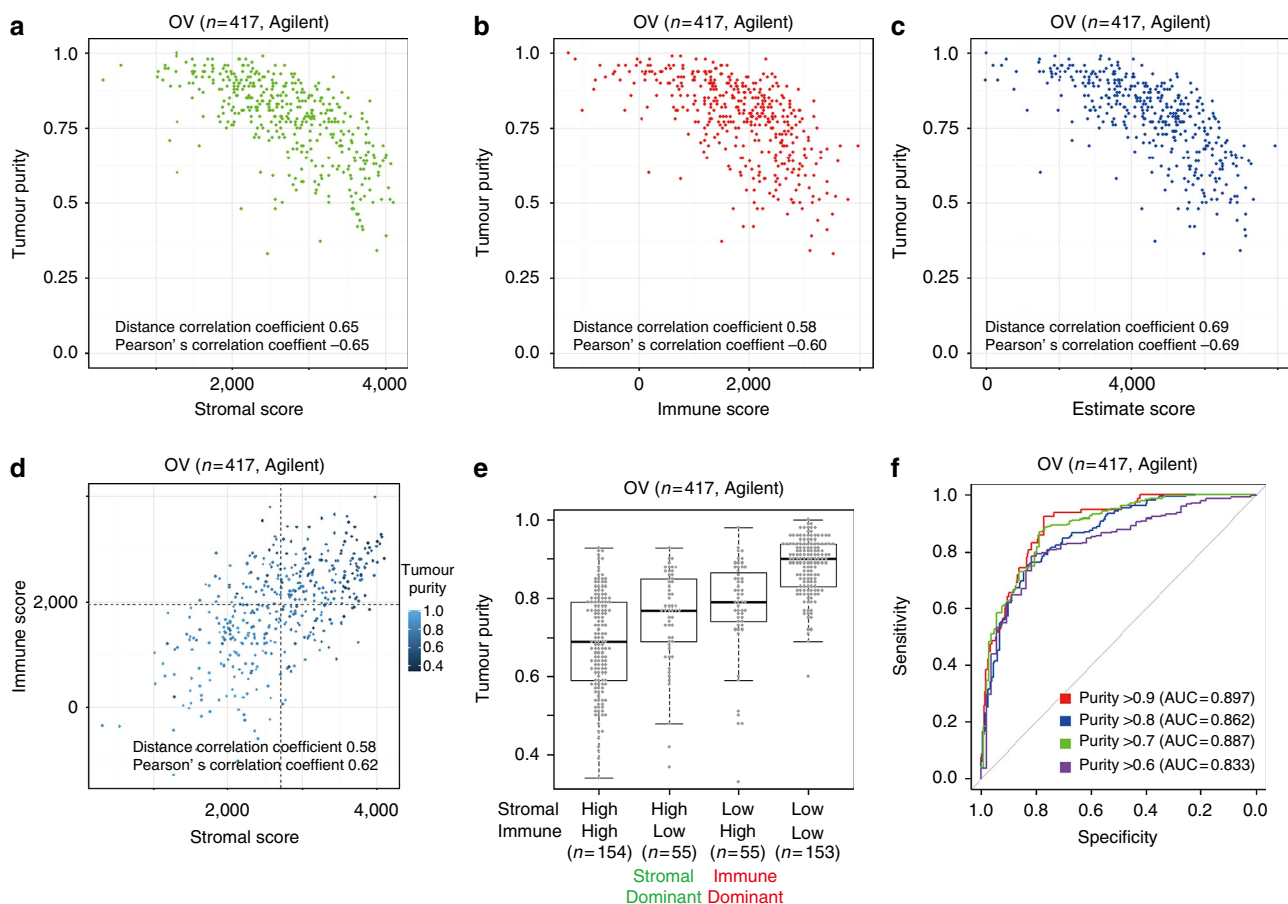 a
OV (n=417, Agilent)
Tumour purity
1.0
0.75
0.5
0.25
0.0
Distance correlation coefficient 0.65
Pearson' s correlation coeffient –0.65
2,000
4,000
Stromal score
b
OV (n=417, Agilent)
Tumour purity
1.0
0.75
0.5
0.25
0.0
Distance correlation coefficient 0.58
Pearson' s correlation coeffient –0.60
0
2,000
Immune score
c
OV (n=417, Agilent)
Tumour purity
1.0
0.75
0.5
0.25
0.0
Distance correlation coefficient 0.69
Pearson' s correlation coeffient –0.69
0
4,000
Estimate score
d
OV (n=417, Agilent)
Immune score
2,000
0
Distance correlation coefficient 0.58
Pearson' s correlation coeffient 0.62
2,000
4,000
Stromal score
Tumour
purity
1.0
0.8
0.6
0.4
e
OV (n=417, Agilent)
Tumour purity
1.0
0.8
0.6
0.4
Stromal High High Low Low
Immune High Low High Low
(n=154) (n=55) (n=55) (n=153)
Stromal Immune
Dominant Dominant
f
OV (n=417, Agilent)
Sensitivity
1.0
0.8
0.6
0.4
0.2
0.0
Purity >0.9 (AUC=0.897)
Purity >0.8 (AUC=0.862)
Purity >0.7 (AUC=0.887)
Purity >0.6 (AUC=0.833)
1.0 0.8 0.6 0.4 0.2 0.0
Specificity